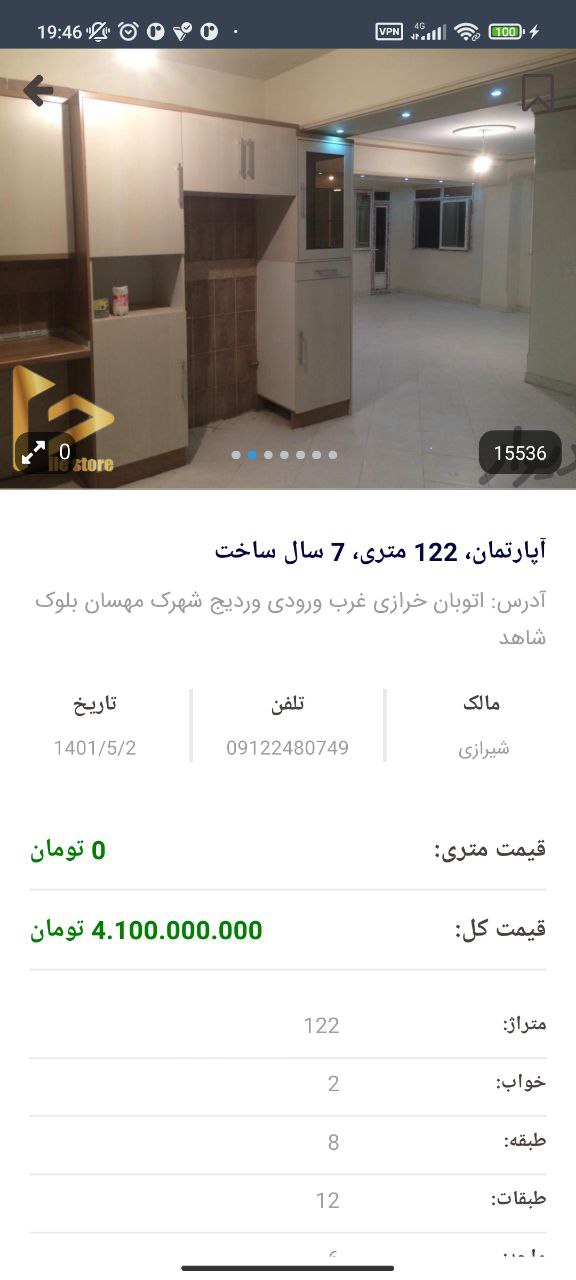 19:46
VPN 4G 100
0
ile store
15536
آپارتمان، 122 متری، 7 سال ساخت
آدرس: اتوبان خرازی غرب ورودی وردیج شهرک مهسان بلوک
شاهد
مالک
تلفن
تاریخ
شیرازی
09122480749
1401/5/2
قیمت متری:
0 تومان
قیمت کل:
4.100.000.000 تومان
متراژ:
122
خواب:
2
طبقه:
8
طبقات:
12